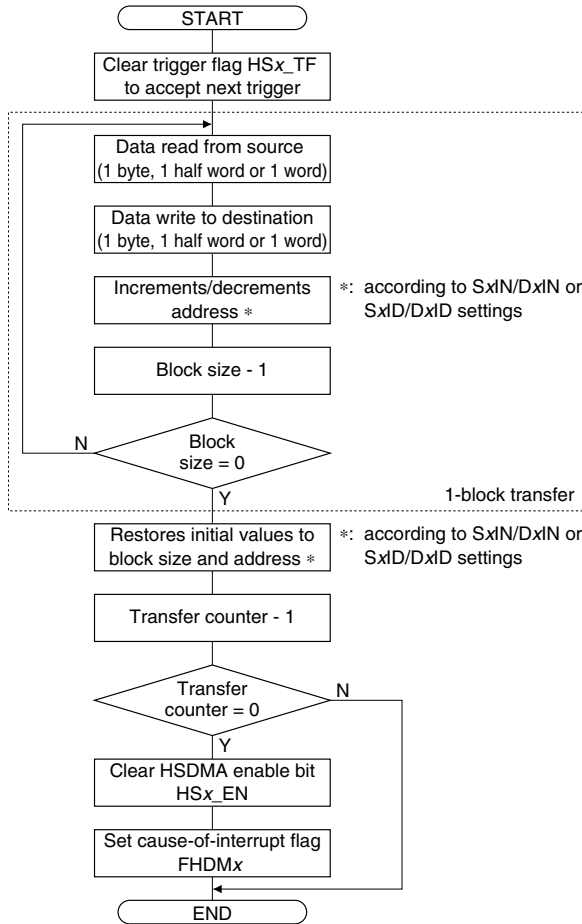 START
Clear trigger flag HSx_TF
to accept next trigger
Data read from source
(1 byte, 1 half word or 1 word)
Data write to destination
(1 byte, 1 half word or 1 word)
Increments/decrements
address *
*: according to SxIN/DxIN or
SxID/DxID settings
Block size - 1
N
Block
size = 0
Y
1-block transfer
Restores initial values to
block size and address *
*: according to SxIN/DxIN or
SxID/DxID settings
Transfer counter - 1
Transfer
counter = 0
N
Y
Clear HSDMA enable bit
HSx_EN
Set cause-of-interrupt flag
FHDMx
END